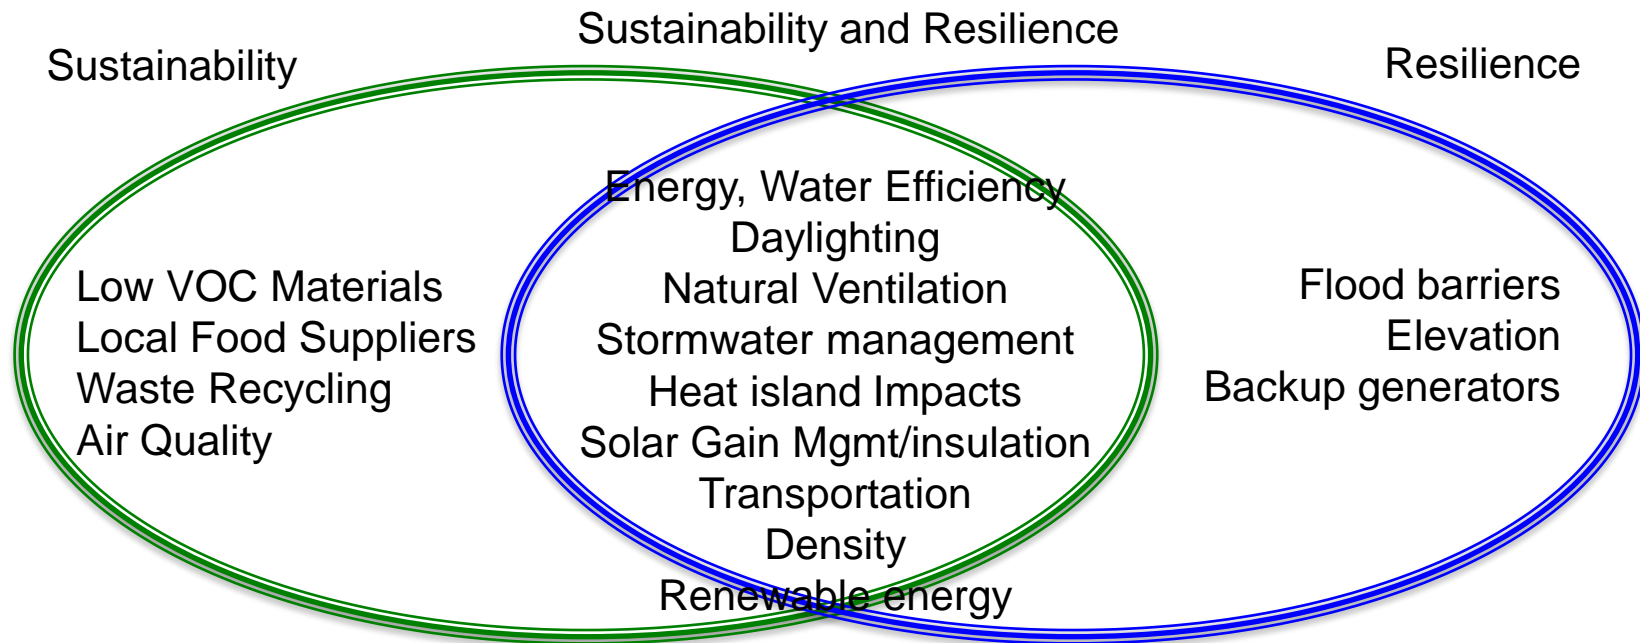 Sustainability and Resilience
Sustainability
Resilience
Low VOC Materials
Local Food Suppliers
Waste Recycling
Air Quality
Energy, Water Efficiency
Daylighting
Natural Ventilation
Stormwater management
Heat island Impacts
Solar Gain Mgmt/insulation
Transportation
Density
Renewable energy
Flood barriers
Elevation
Backup generators